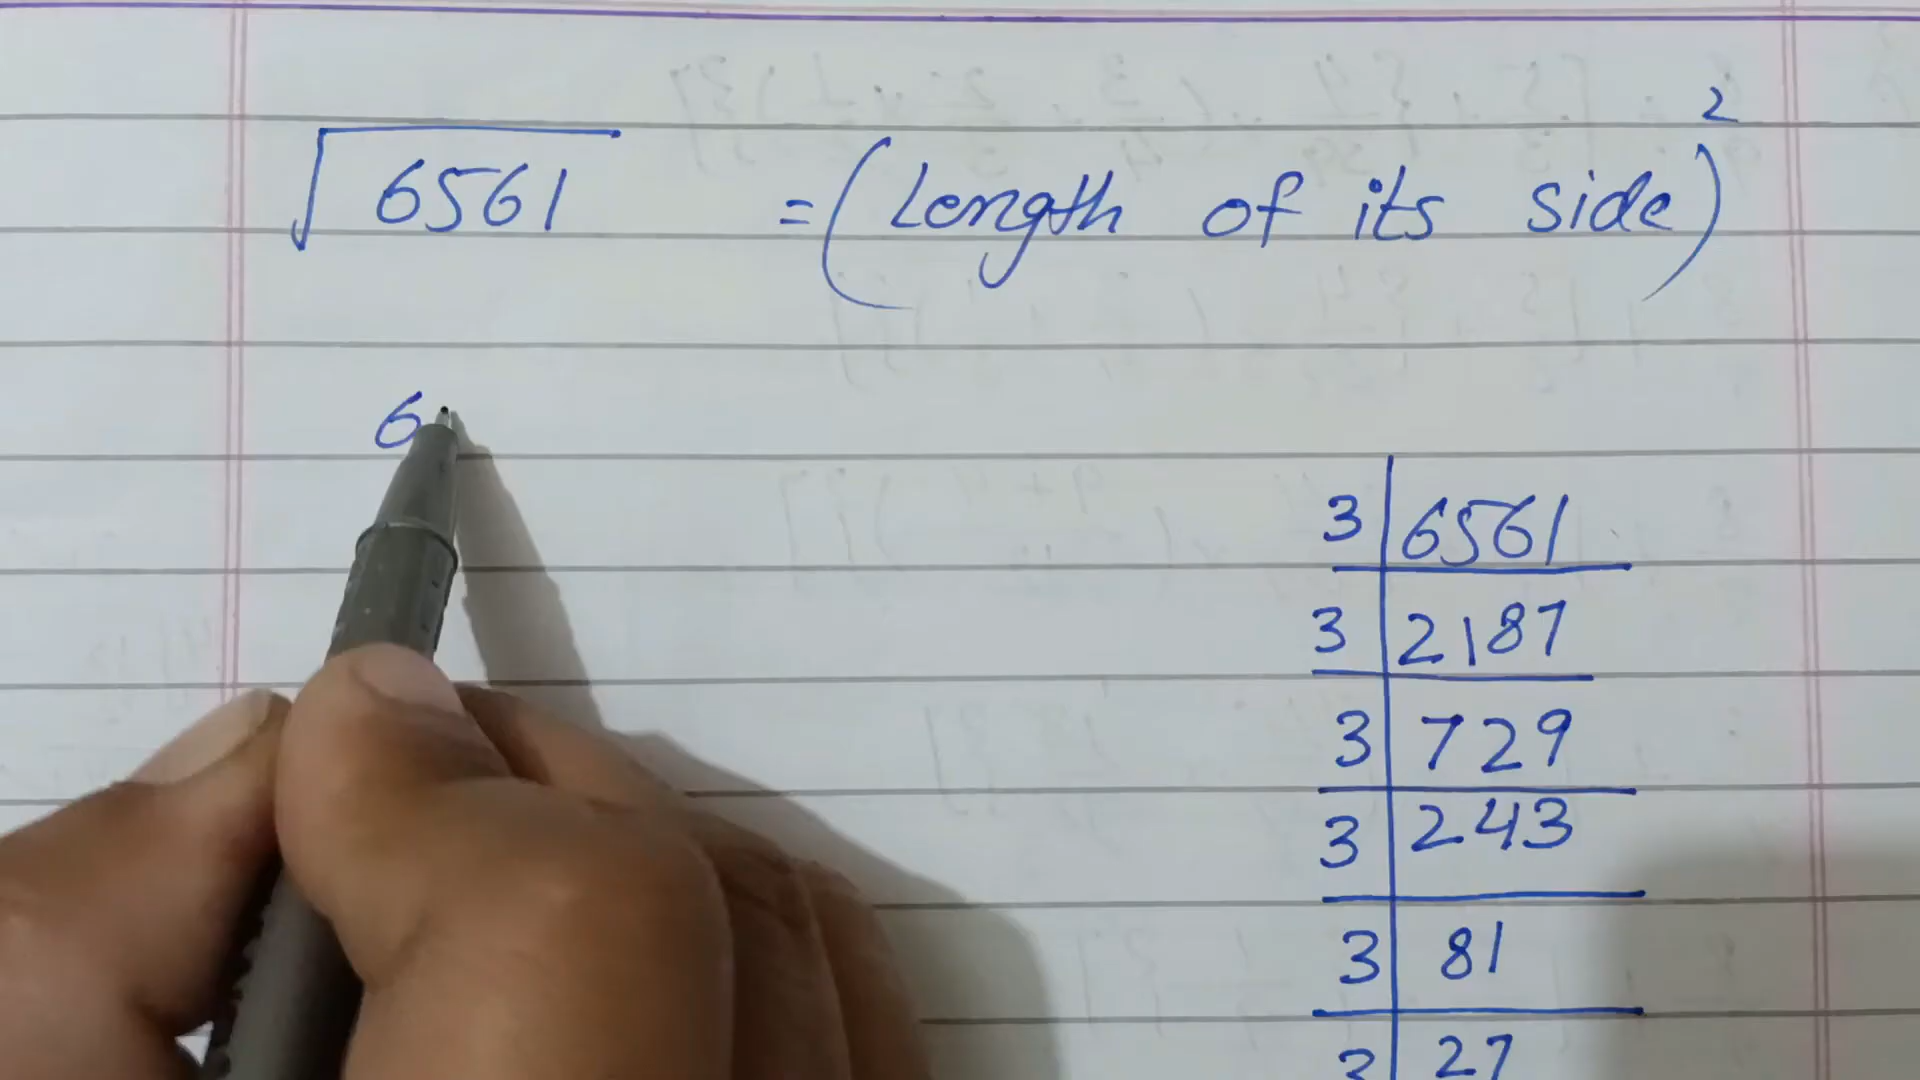 √6561 = (Length of its side)²
6
3 | 6561
3 | 2187
3 | 729
3 | 243
3 | 81
3 | 27